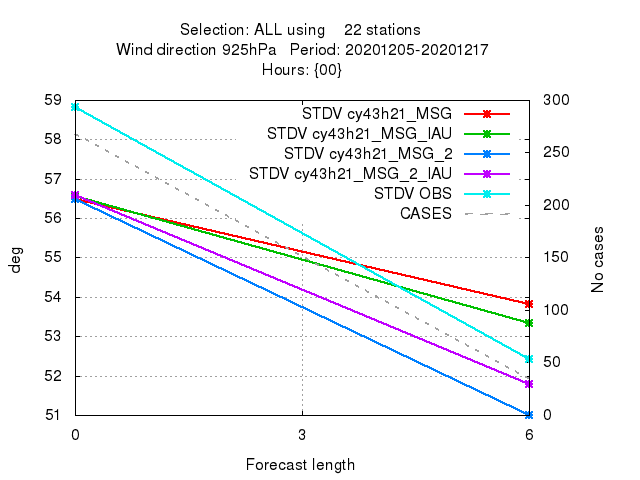 Selection: ALL using    22 stations
Wind direction 925hPa   Period: 20201205-20201217
Hours: {00}
STDV cy43h21_MSG
STDV cy43h21_MSG_IAU
STDV cy43h21_MSG_2
STDV cy43h21_MSG_2_IAU
STDV OBS
CASES
59
58
57
56
55
54
53
52
51
deg
300
250
200
150
100
50
0
No cases
0 3 6
Forecast length